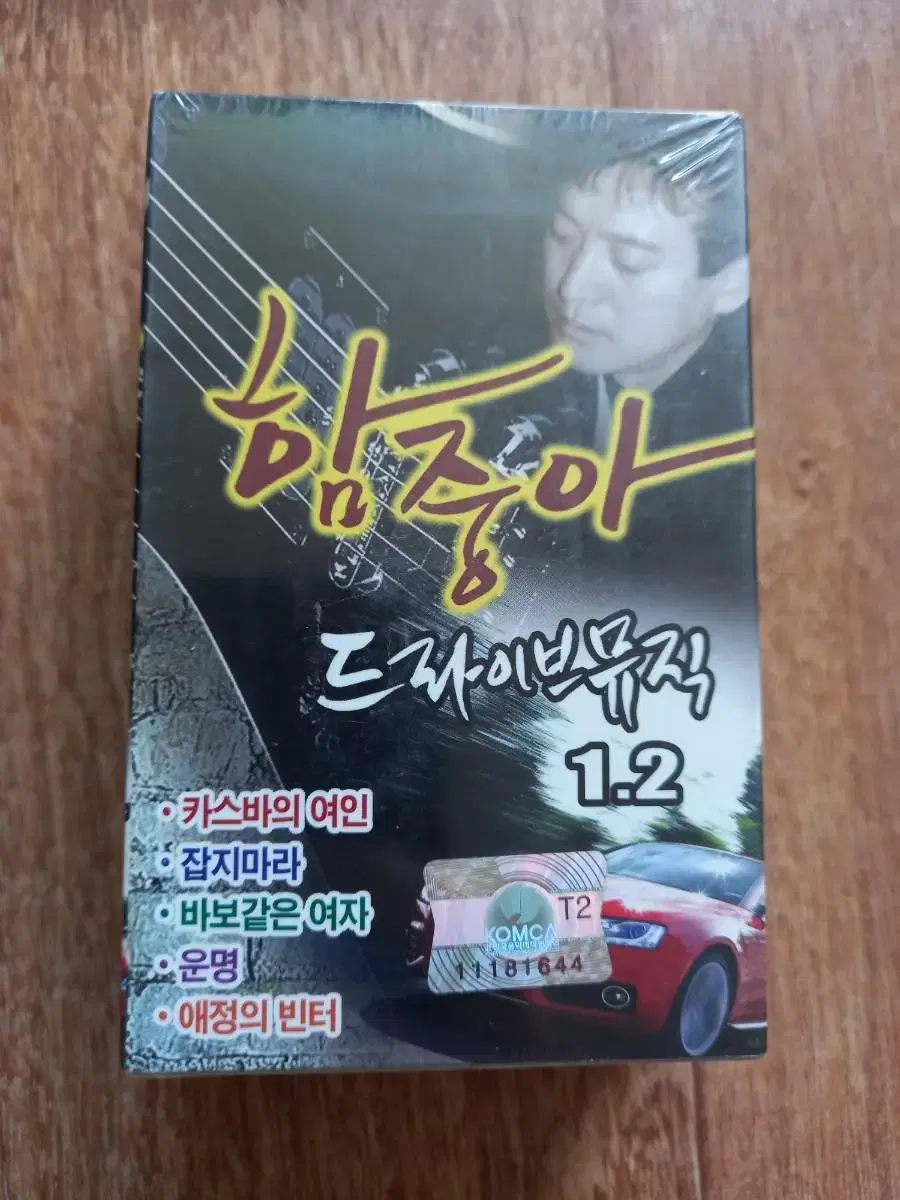 함중아
드라이브뮤직
1.2
• 카스바의 여인
• 잡지마라
• 바보같은 여자
• 운명
• 애정의 빈터
T2
KOMCA
11181644